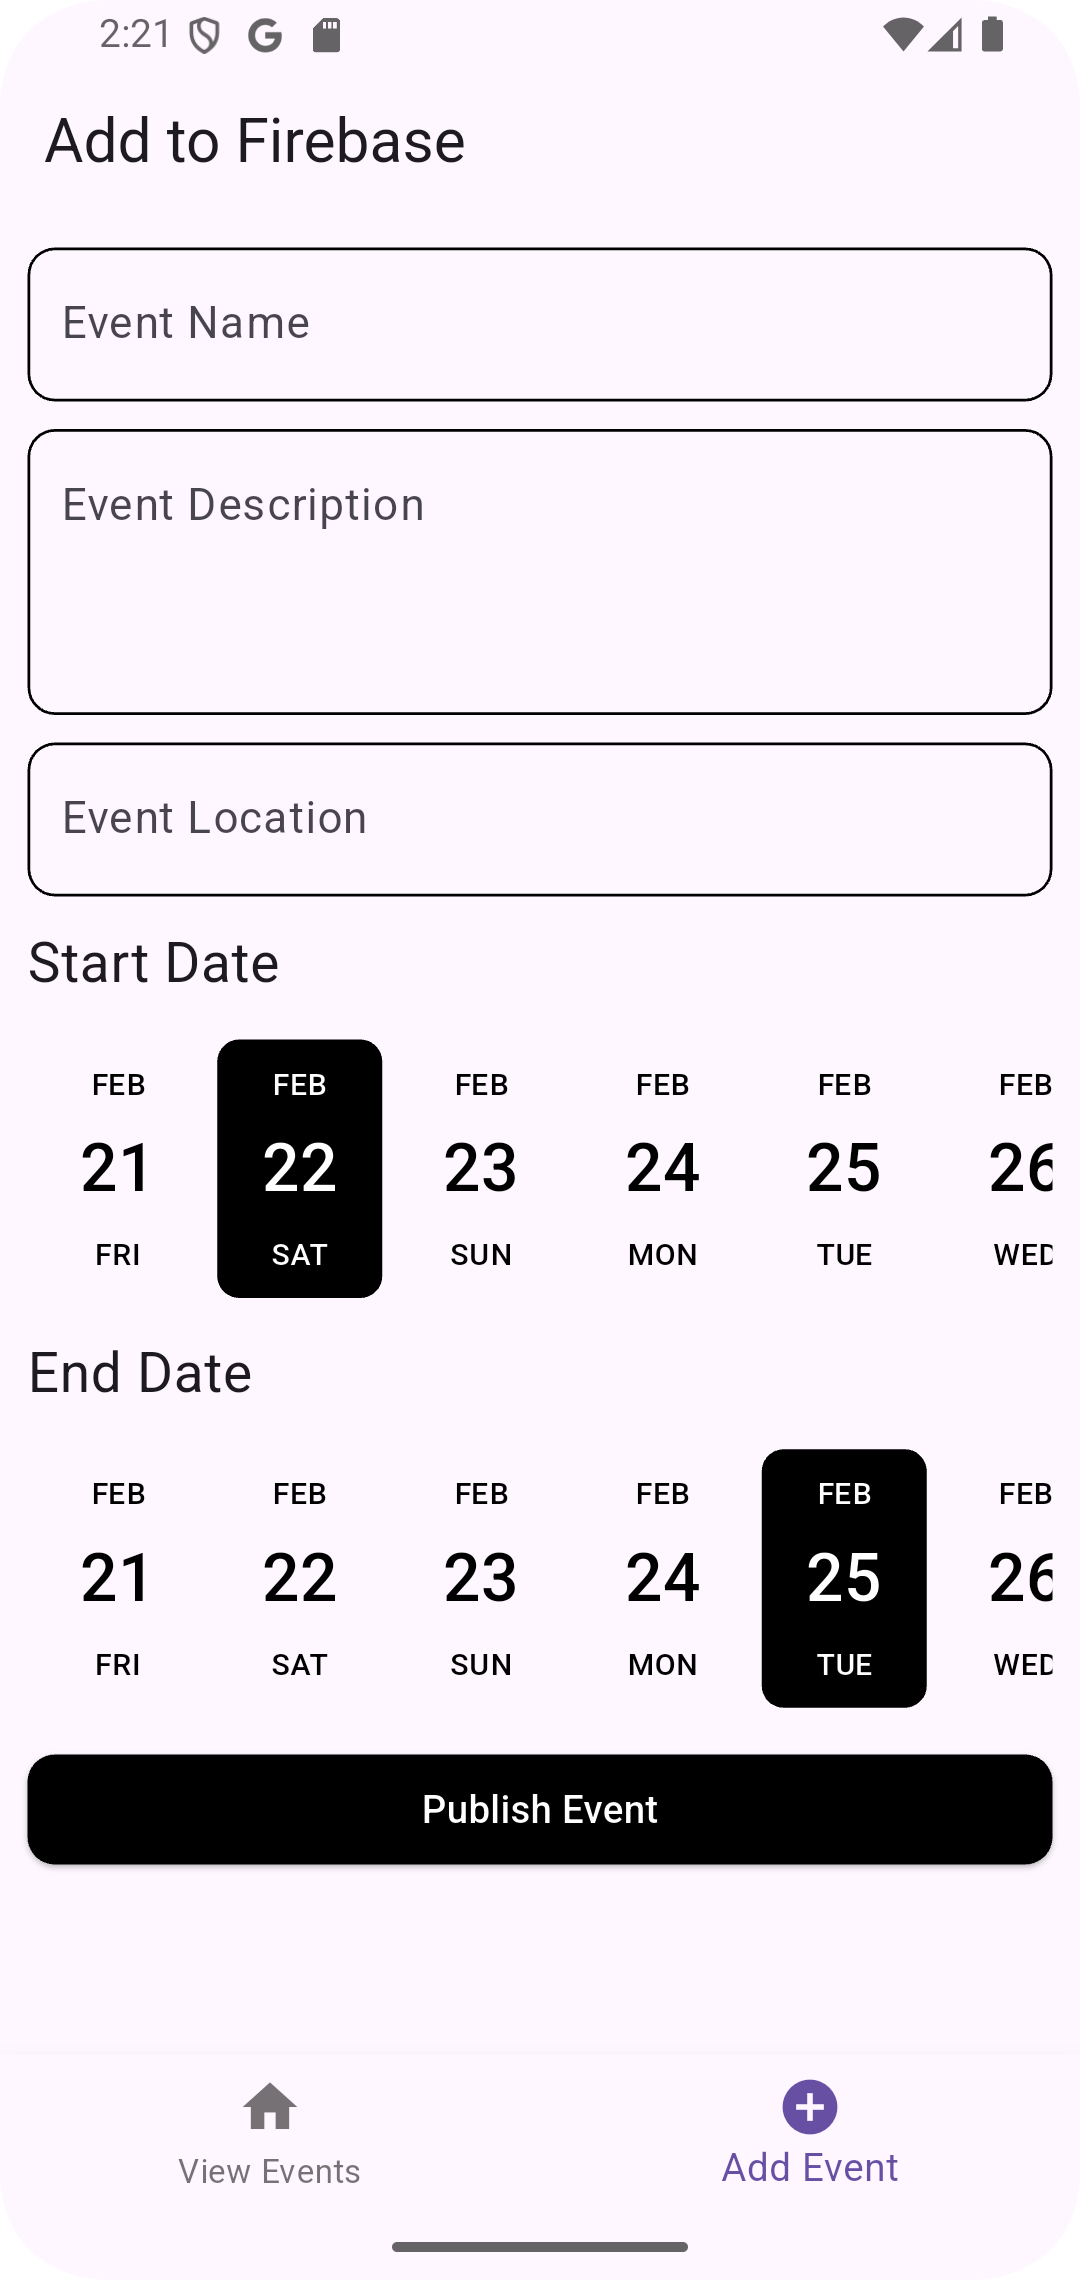 2:21
Add to Firebase
Event Name
Event Description
Event Location
Start Date
FEB FEB FEB FEB FEB FEB
21 22 23 24 25 26
FRI SAT SUN MON TUE WED
End Date
FEB FEB FEB FEB FEB FEB
21 22 23 24 25 26
FRI SAT SUN MON TUE WED
Publish Event
View Events Add Event